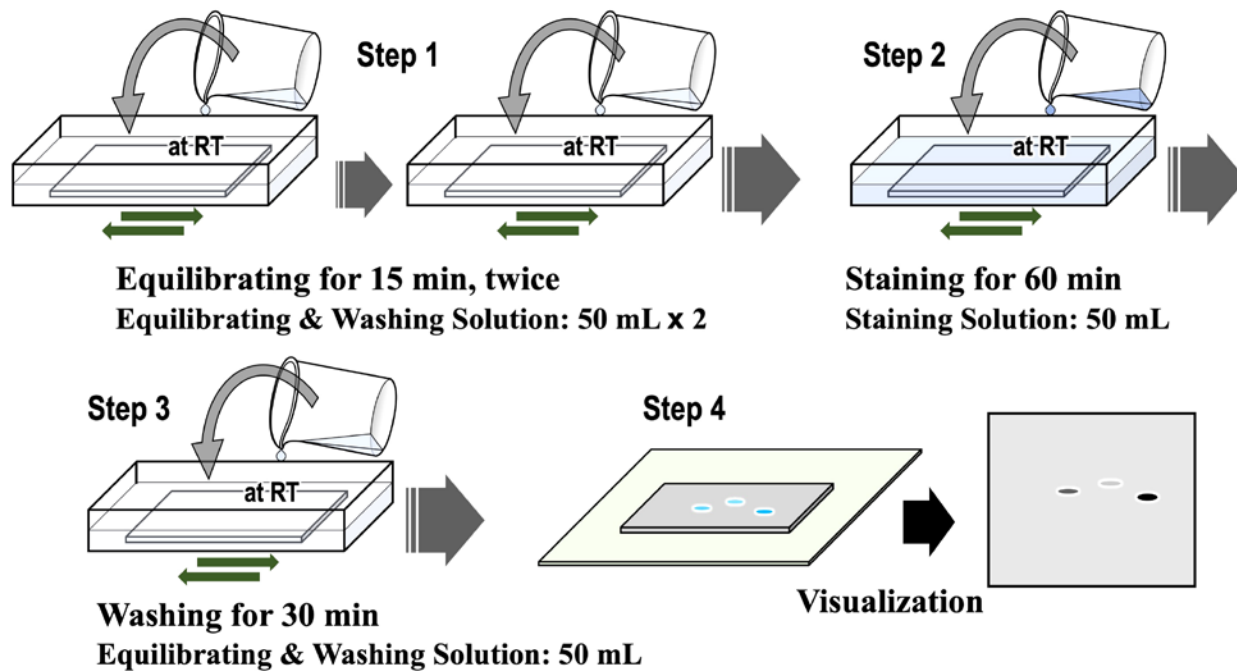 Step 1
at RT
at RT
Equilibrating for 15 min, twice
Equilibrating & Washing Solution: 50 mL x 2
Step 2
at RT
Staining for 60 min
Staining Solution: 50 mL
Step 3
at RT
Washing for 30 min
Equilibrating & Washing Solution: 50 mL
Step 4
Visualization